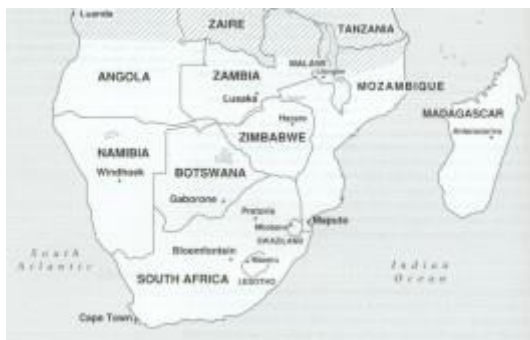 Luanda
ZAIRE
TANZANIA
MALAWI
Lilongwe
ANGOLA
ZAMBIA
MOZAMBIQUE
Lusaka
MADAGASCAR
Harare
Antananarivo
ZIMBABWE
NAMIBIA
Windhoek
BOTSWANA
Gaborone
Pretoria
Mbabane
Maputo
SWAZILAND
Bloemfontein
Maseru
South
Atlantic
Indian
Ocean
SOUTH AFRICA
LESOTHO
Cape Town